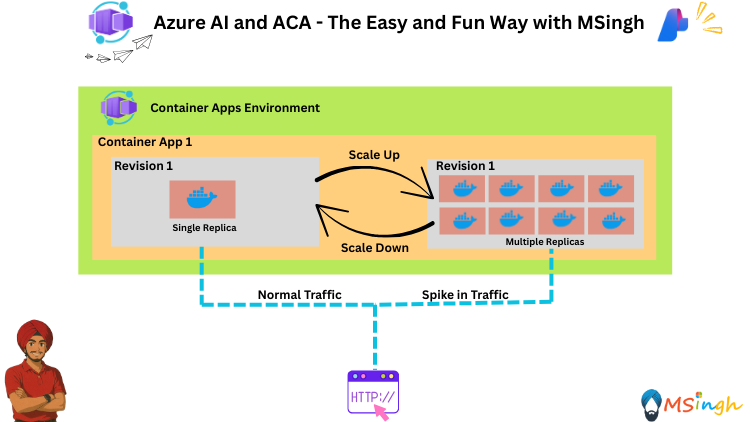 Azure AI and ACA - The Easy and Fun Way with MSingh
Container Apps Environment
Container App 1
Revision 1
Single Replica
Scale Up
Scale Down
Revision 1
Multiple Replicas
Normal Traffic
Spike in Traffic
HTTP://
MSingh